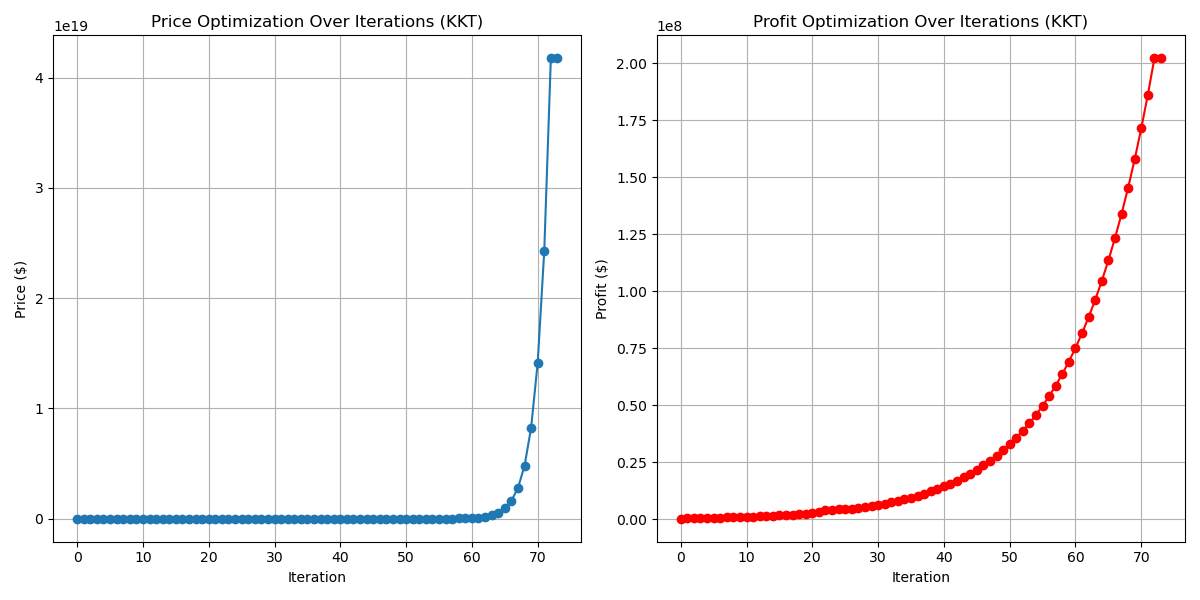 Price Optimization Over Iterations (KKT)
1e19
4
3
2
1
0
Price ($)
0 10 20 30 40 50 60 70
Iteration
Profit Optimization Over Iterations (KKT)
1e8
2.00
1.75
1.50
1.25
1.00
0.75
0.50
0.25
0.00
Profit ($)
0 10 20 30 40 50 60 70
Iteration